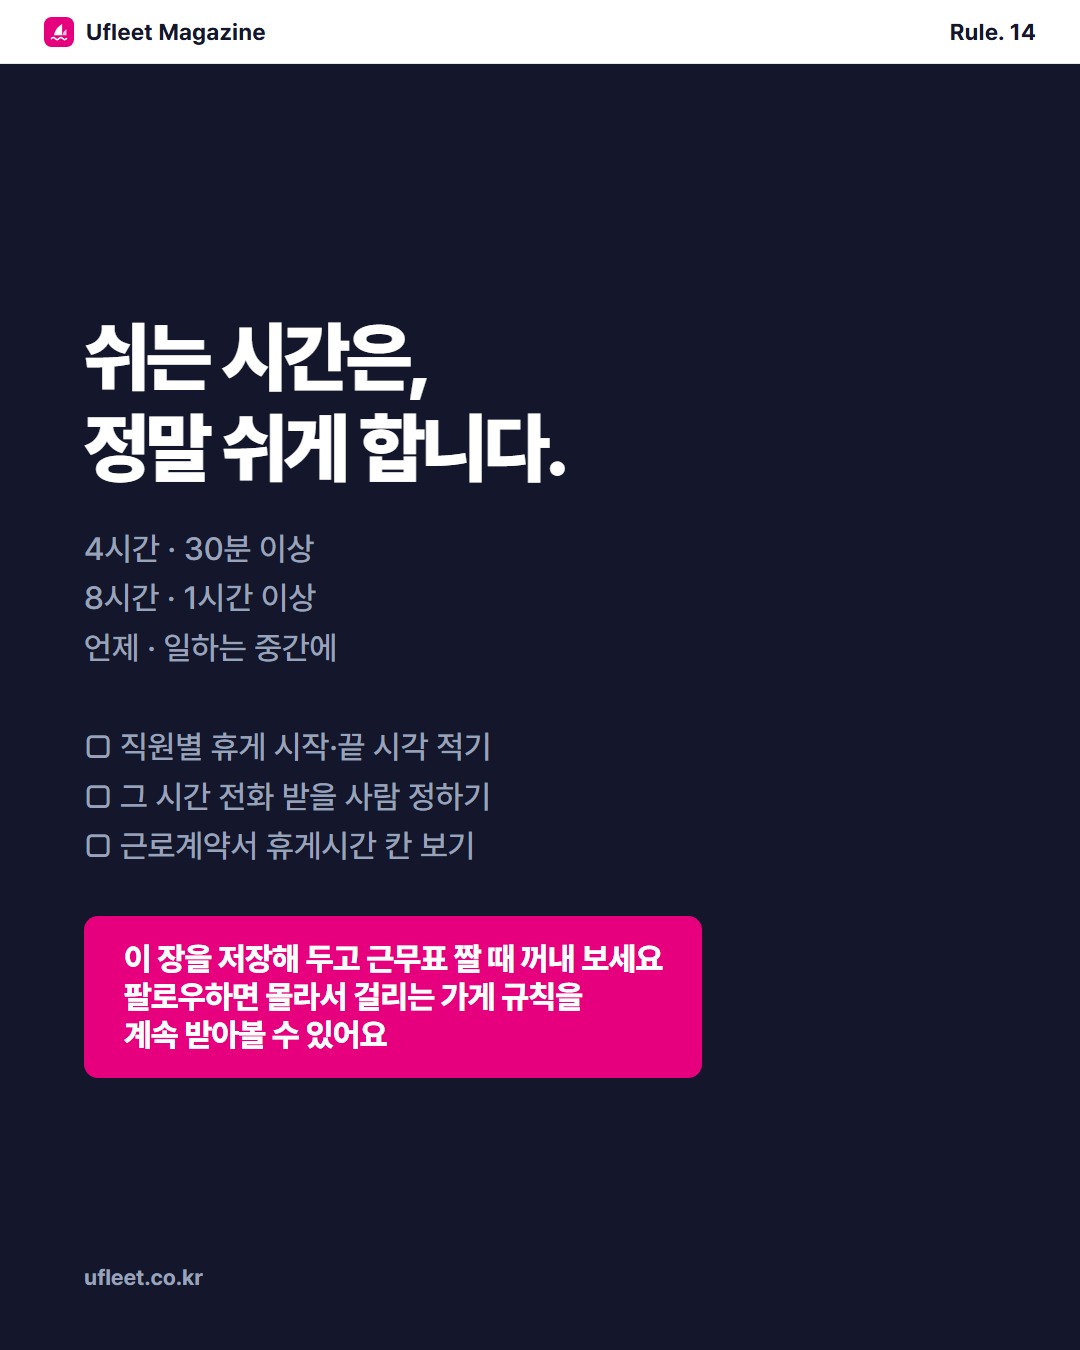 Ufleet Magazine
Rule. 14
쉬는 시간은,
정말 쉬게 합니다.
4시간 · 30분 이상
8시간 · 1시간 이상
언제 · 일하는 중간에
▢ 직원별 휴게 시작·끝 시각 적기
▢ 그 시간 전화 받을 사람 정하기
▢ 근로계약서 휴게시간 칸 보기
이 장을 저장해 두고 근무표 짤 때 꺼내 보세요
팔로우하면 몰라서 걸리는 가게 규칙을
계속 받아볼 수 있어요
ufleet.co.kr